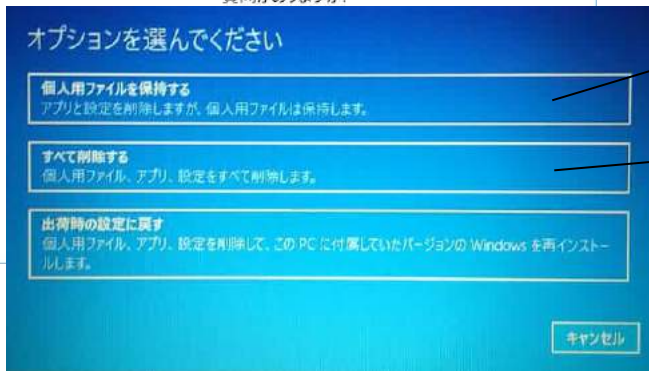 オプションを選んでください
個人用ファイルを保持する
アプリと設定を削除しますが、個人用ファイルは保持します。
すべて削除する
個人用ファイル、アプリ、設定をすべて削除します。
出荷時の設定に戻す
個人用ファイル、アプリ、設定を削除して、この PC に付属していたバージョンの Windows を再インストー
ルします。
キャンセル